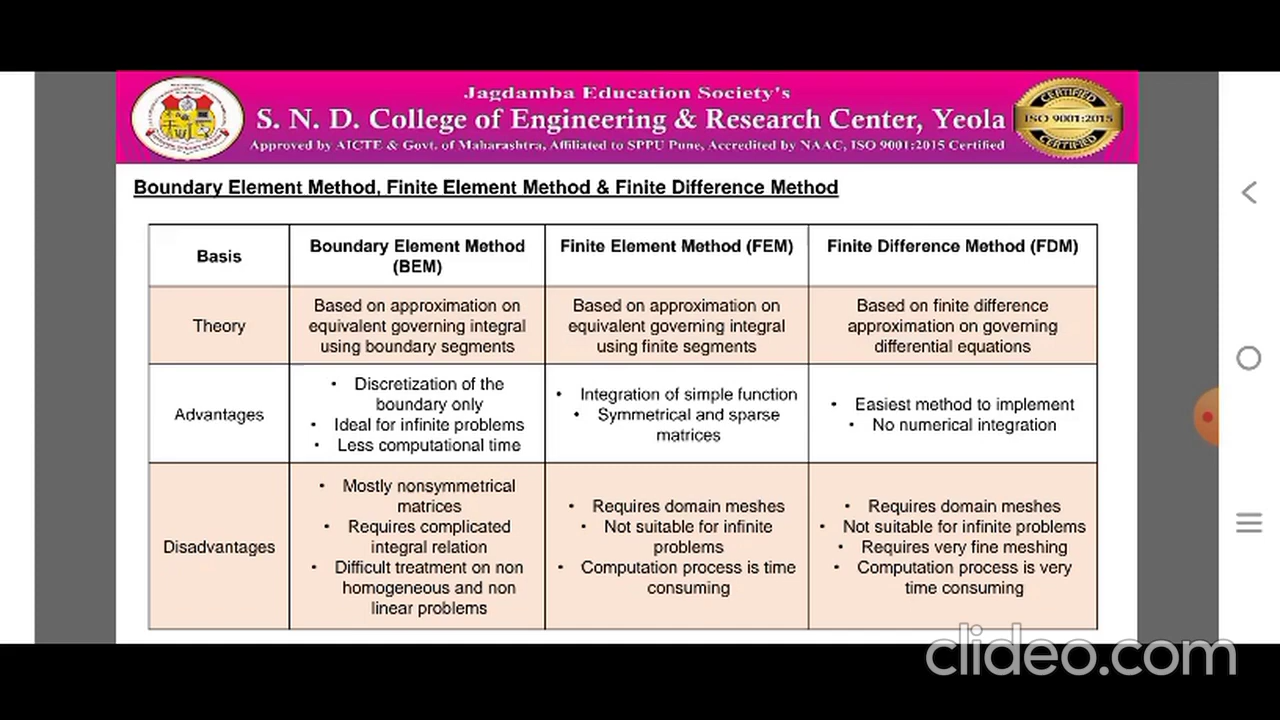 Jagdamba Education Society's
S. N. D. College of Engineering & Research Center, Yeola
Approved by AICTE & Govt. of Maharashtra, Affiliated to SPPU Pune, Accredited by NAAC, ISO 9001:2015 Certified
CERTIFIED
ISO 9001:2015
CERTIFIED
Boundary Element Method, Finite Element Method & Finite Difference Method
Basis
Boundary Element Method
(BEM)
Finite Element Method (FEM)
Finite Difference Method (FDM)
Theory
Based on approximation on
equivalent governing integral
using boundary segments
Based on approximation on
equivalent governing integral
using finite segments
Based on finite difference
approximation on governing
differential equations
Advantages
• Discretization of the
boundary only
• Ideal for infinite problems
• Less computational time
• Integration of simple function
• Symmetrical and sparse
matrices
• Easiest method to implement
• No numerical integration
Disadvantages
• Mostly nonsymmetrical
matrices
• Requires complicated
integral relation
• Difficult treatment on non
homogeneous and non
linear problems
• Requires domain meshes
• Not suitable for infinite
problems
• Computation process is time
consuming
• Requires domain meshes
• Not suitable for infinite problems
• Requires very fine meshing
• Computation process is very
time consuming
clideo.com